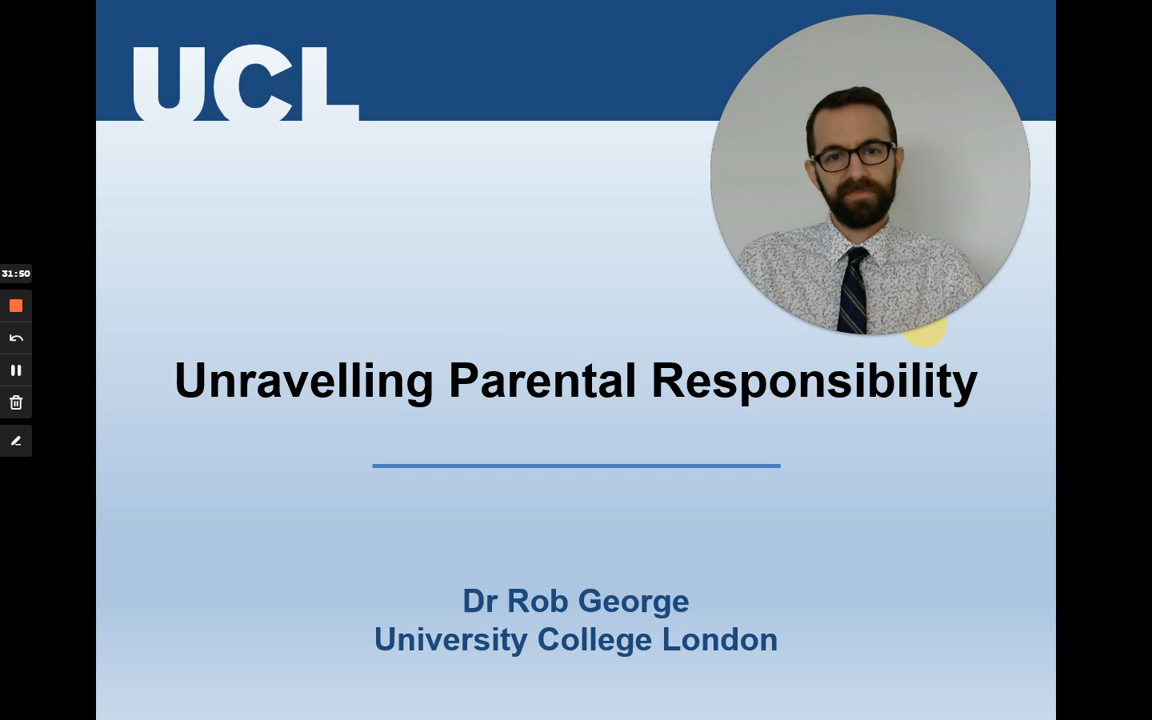 UCL
31:50
Unravelling Parental Responsibility
Dr Rob George
University College London